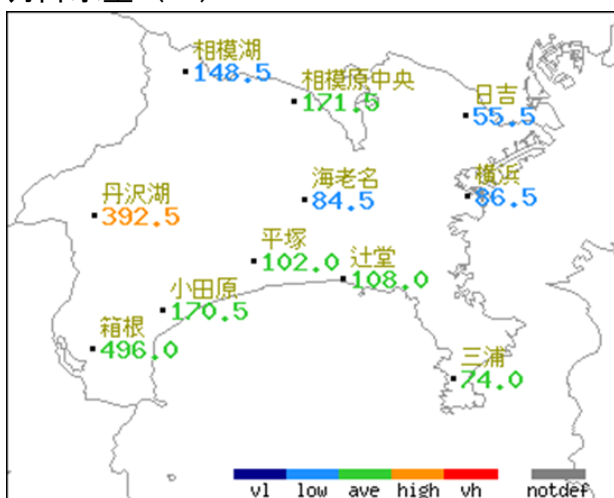 相模湖
148.5
相模原中央
171.5
日吉
55.5
丹沢湖
392.5
海老名
84.5
横浜
86.5
平塚
102.0
辻堂
108.0
小田原
170.5
箱根
496.0
三浦
74.0
vl low ave high vh notdef